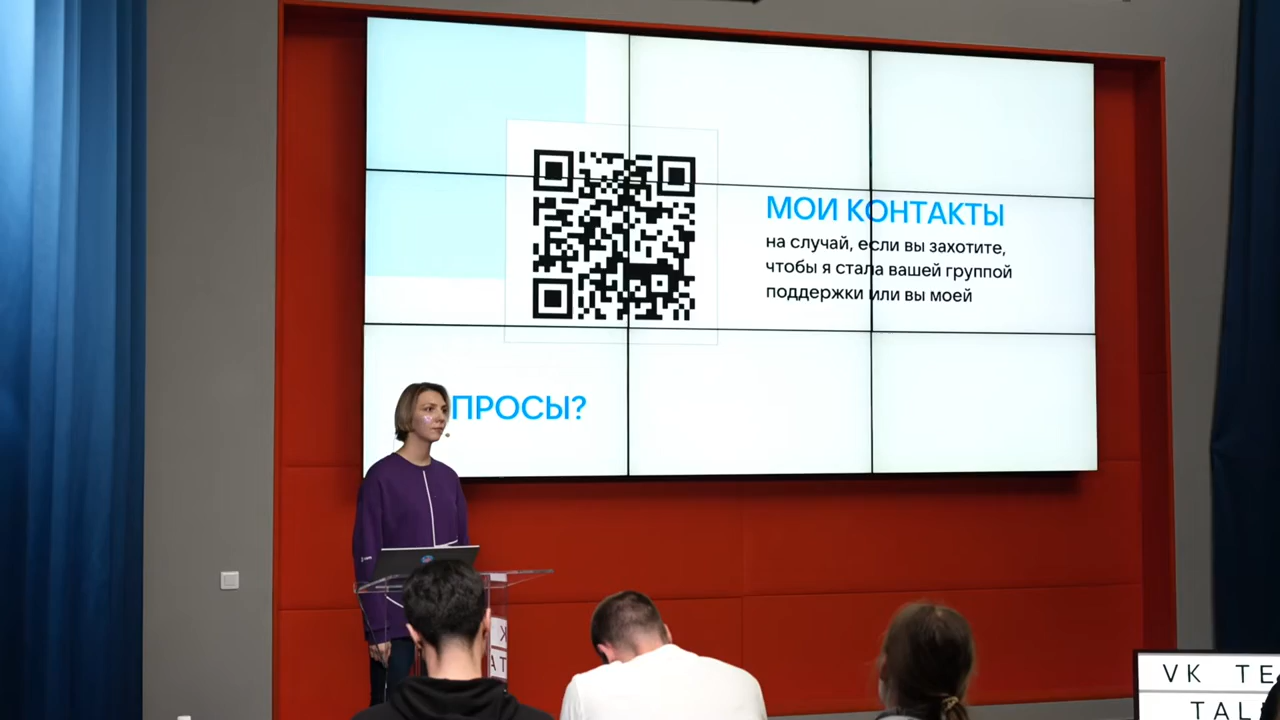 МОИ КОНТАКТЫ
на случай, если вы захотите,
чтобы я стала вашей группой
поддержки или вы моей
ПРОСЫ?
K
TA
VK TE
TAL